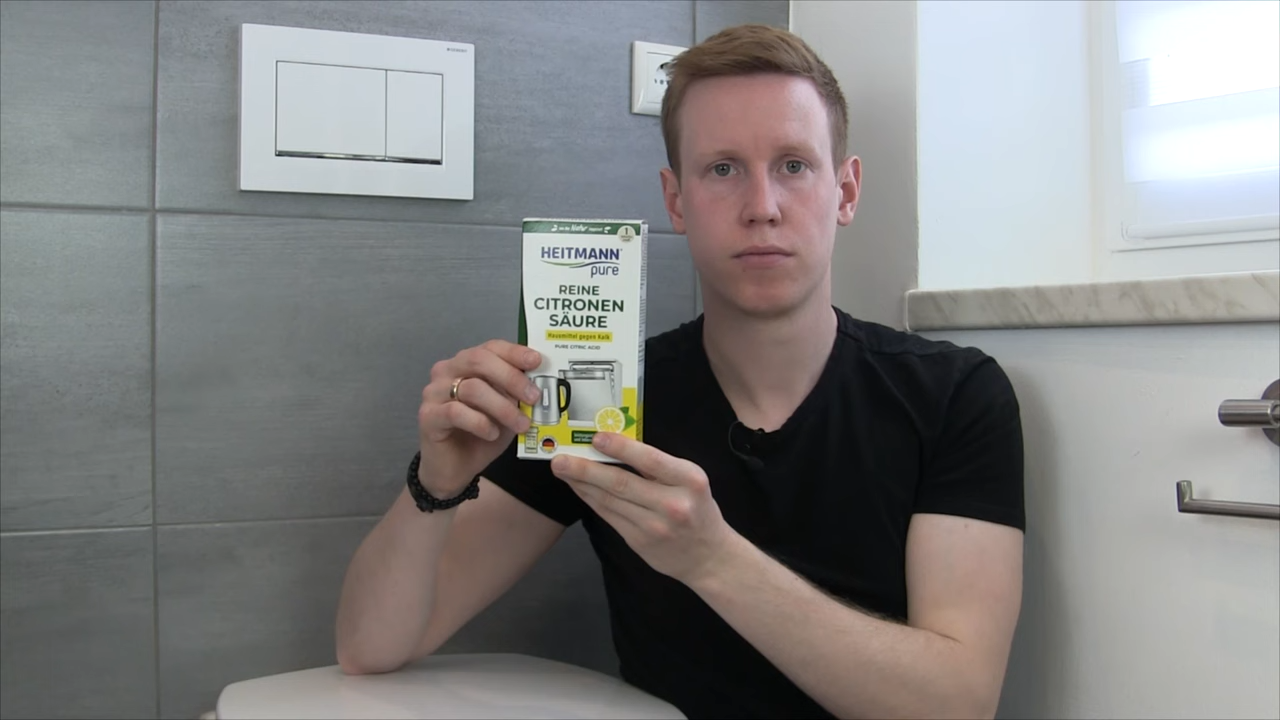 HEITMANN
pure
REINE
CITRONEN
SÄURE
Hausmittel gegen Kalk
PURE CITRIC ACID